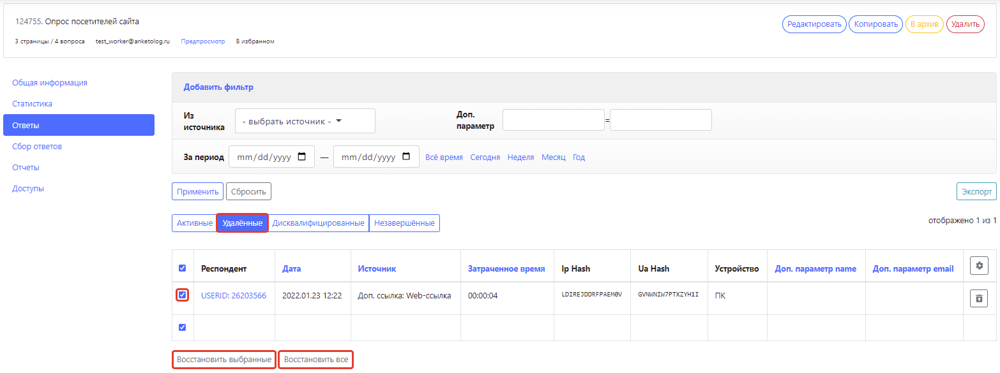 124755. Опрос посетителей сайта
Редактировать Копировать В архив Удалить
3 страницы / 4 вопроса test_worker@anketolog.ru Предпросмотр В избранном
Общая информация
Статистика
Ответы
Сбор ответов
Отчеты
Доступы
Добавить фильтр
Из источника - выбрать источник - Доп. параметр =
За период mm/dd/yyyy — mm/dd/yyyy Всё время Сегодня Неделя Месяц Год
Применить Сбросить Экспорт
Активные Удалённые Дисквалифицированные Незавершённые отображено 1 из 1
Респондент Дата Источник Затраченное время Ip Hash Ua Hash Устройство Доп. параметр name Доп. параметр email
USERID: 26203566 2022.01.23 12:22 Доп. ссылка: Web-ссылка 00:00:04 LDIREJDDRFPAEM0V GVNWNIW7PTXZYH1I ПК
Восстановить выбранные Восстановить все